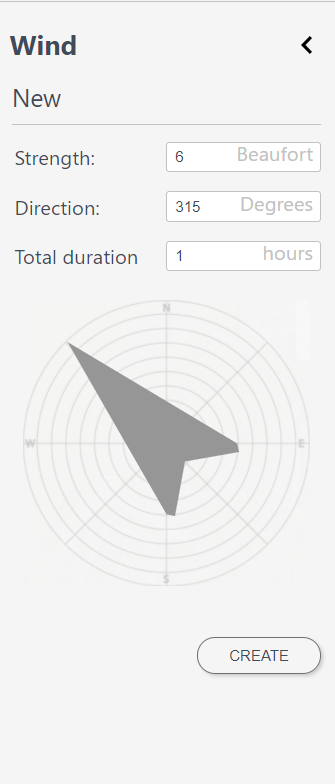 Wind
New
Strength: 6 Beaufort
Direction: 315 Degrees
Total duration 1 hours
N
W E
S
CREATE